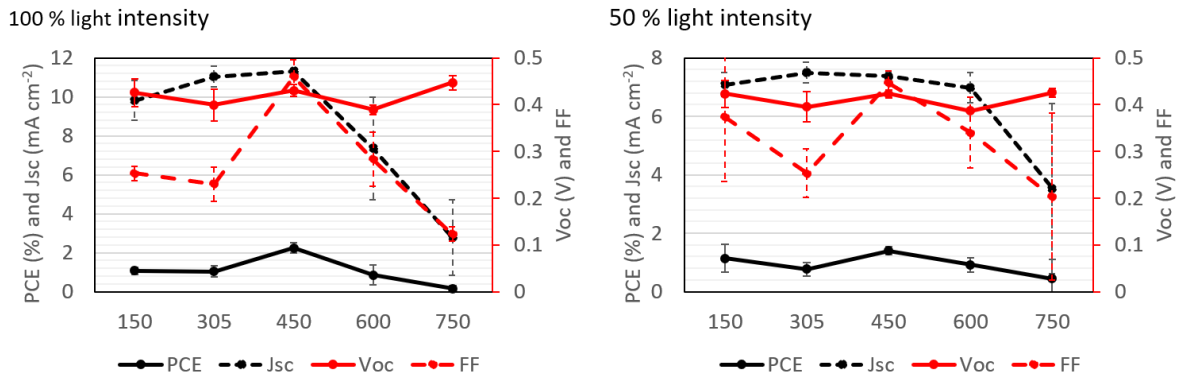 100 % light intensity
PCE (%) and Jsc (mA cm⁻²)
12
10
8
6
4
2
0
0.5
0.4
0.3
0.2
0.1
0
Voc (V) and FF
150 305 450 600 750
PCE Jsc Voc FF
50 % light intensity
PCE (%) and Jsc (mA cm⁻²)
8
6
4
2
0
0.5
0.4
0.3
0.2
0.1
0
Voc (V) and FF
150 305 450 600 750
PCE Jsc Voc FF